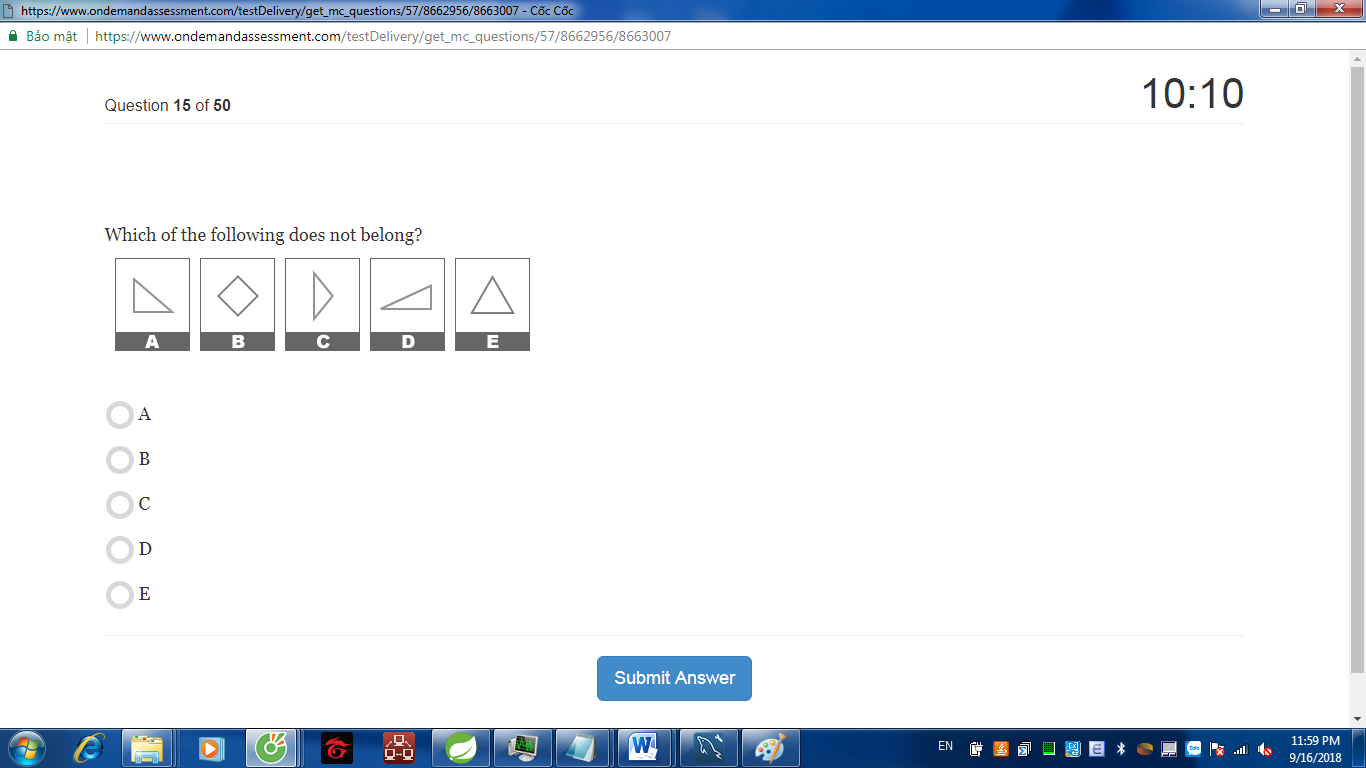 https://www.ondemandassessment.com/testDelivery/get_mc_questions/57/8662956/8663007 - Cốc Cốc
Bảo mật https://www.ondemandassessment.com/testDelivery/get_mc_questions/57/8662956/8663007
Question 15 of 50
10:10
Which of the following does not belong?
A B C D E
A
B
C
D
E
Submit Answer
EN
11:59 PM
9/16/2018